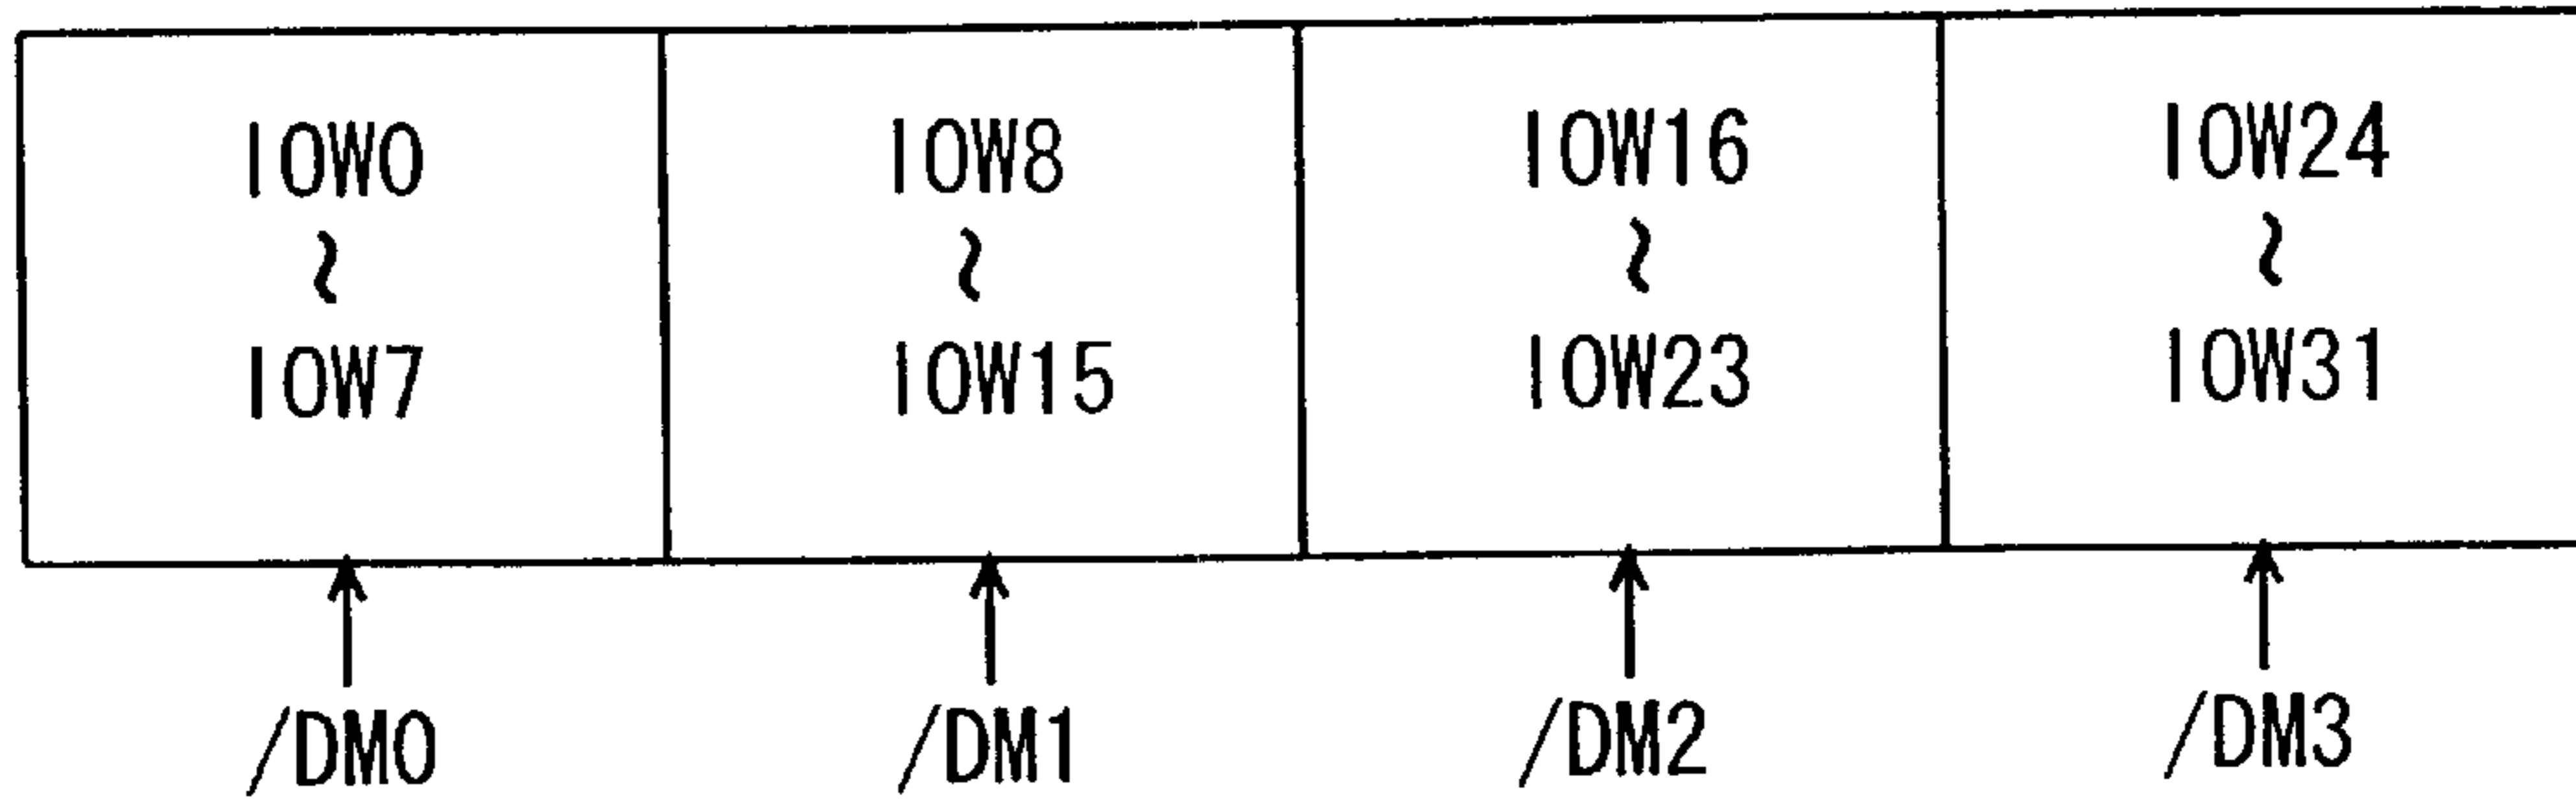 IOW0 IOW8 IOW16 IOW24
~ ~ ~ ~
IOW7 IOW15 IOW23 IOW31
/DM0 /DM1 /DM2 /DM3